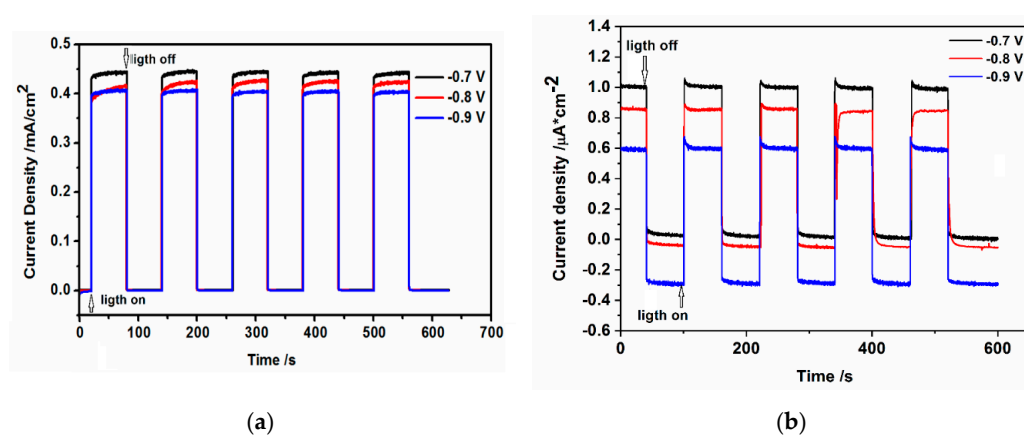 0.5
0.4
0.3
0.2
0.1
0.0
0 100 200 300 400 500 600 700
Current Density /mA/cm2
Time /s
ligth off
ligth on
-0.7 V
-0.8 V
-0.9 V
(a)
1.4
1.2
1.0
0.8
0.6
0.4
0.2
0.0
-0.2
-0.4
-0.6
0 200 400 600
Current density /µA*cm-2
Time /s
ligth off
ligth on
-0.7 V
-0.8 V
-0.9 V
(b)